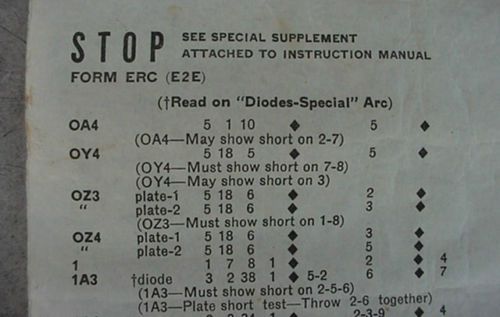 STOP SEE SPECIAL SUPPLEMENT
ATTACHED TO INSTRUCTION MANUAL
FORM ERC (E2E)
(†Read on "Diodes-Special" Arc)
OA4 5 1 10 ◆ 5 ◆
(OA4—May show short on 2-7)
OY4 5 18 5 ◆ 5 ◆
(OY4—Must show short on 7-8)
(OY4—May show short on 3)
OZ3 plate-1 5 18 6 ◆ 2 ◆
" plate-2 5 18 6 ◆ 3 ◆
(OZ3—Must show short on 1-8)
OZ4 plate-1 5 18 6 ◆ 3 ◆
" plate-2 5 18 6 ◆ 5 ◆
1 1 7 8 1 ◆ 2 ◆ 4
1A3 †diode 3 2 38 1 ◆ 5-2 6 ◆ 7
(1A3—Must show short on 2-5-6)
(1A3—Plate short test—Throw 2-6 together)
1 ◆ 2-3-9 ◆ 4